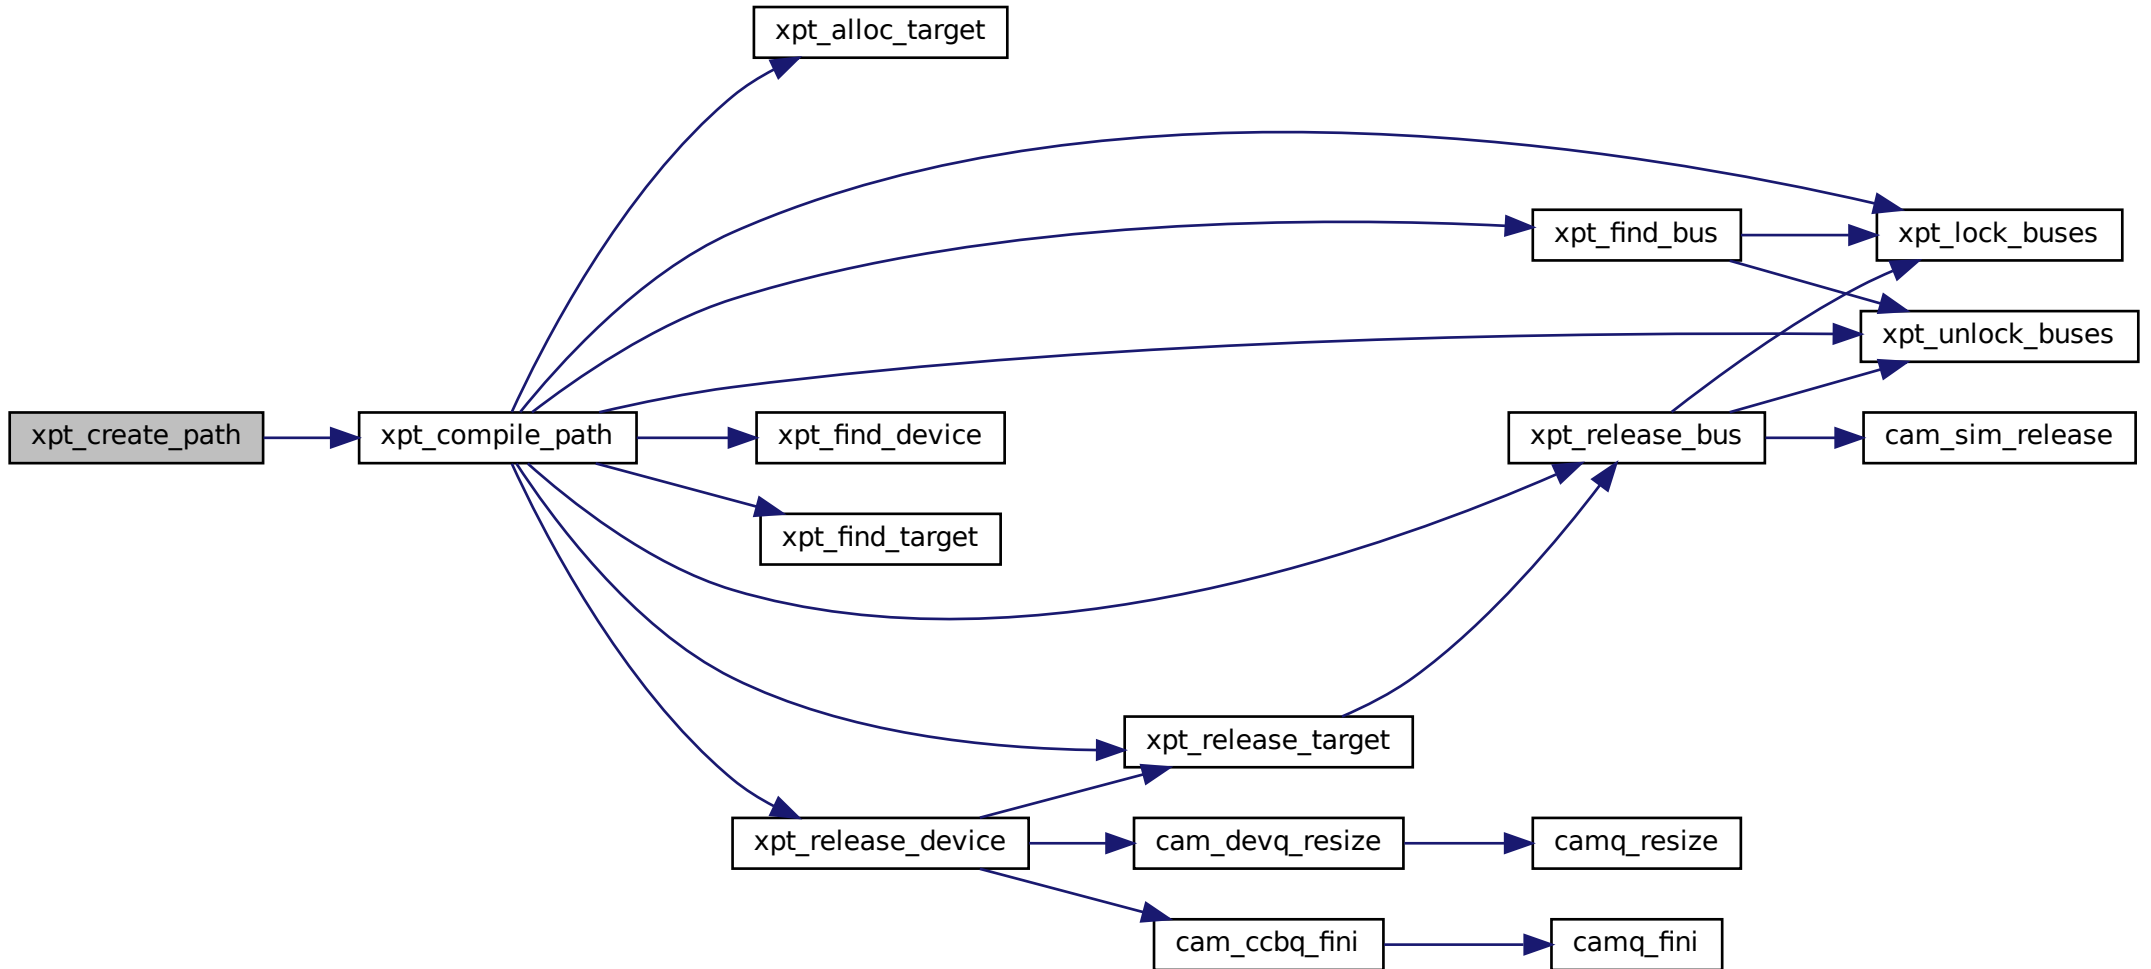 xpt_alloc_target
xpt_find_bus
xpt_lock_buses
xpt_unlock_buses
xpt_create_path
xpt_compile_path
xpt_find_device
xpt_release_bus
cam_sim_release
xpt_find_target
xpt_release_target
xpt_release_device
cam_devq_resize
camq_resize
cam_ccbq_fini
camq_fini